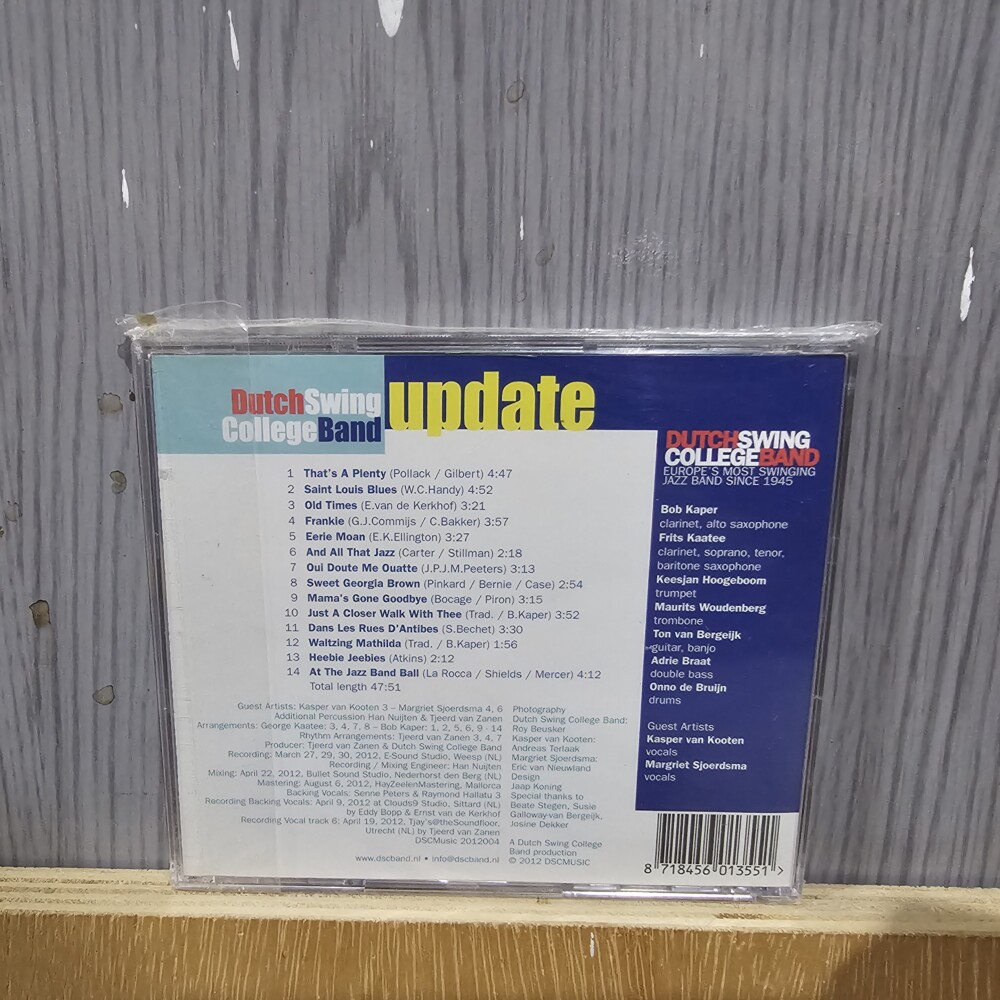 DutchSwing
CollegeBand
update
1 That's A Plenty (Pollack / Gilbert) 4:47
2 Saint Louis Blues (W.C.Handy) 4:52
3 Old Times (E.van de Kerkhof) 3:21
4 Frankie (G.J.Commijs / C.Bakker) 3:57
5 Eerie Moan (E.K.Ellington) 3:27
6 And All That Jazz (Carter / Stillman) 2:18
7 Oui Doute Me Ouatte (J.P.J.M.Peeters) 3:13
8 Sweet Georgia Brown (Pinkard / Bernie / Case) 2:54
9 Mama's Gone Goodbye (Bocage / Piron) 3:15
10 Just A Closer Walk With Thee (Trad. / B.Kaper) 3:52
11 Dans Les Rues D'Antibes (S.Bechet) 3:30
12 Waltzing Mathilda (Trad. / B.Kaper) 1:56
13 Heebie Jeebies (Atkins) 2:12
14 At The Jazz Band Ball (La Rocca / Shields / Mercer) 4:12
Total length 47:51
Guest Artists: Kasper van Kooten 3 – Margriet Sjoerdsma 4, 6
Additional Percussion Han Nuijten & Tjeerd van Zanen
Arrangements: George Kaatee: 3, 4, 7, 8 – Bob Kaper: 1, 2, 5, 6, 9 - 14
Rhythm Arrangements: Tjeerd van Zanen 3, 4, 7
Producer: Tjeerd van Zanen & Dutch Swing College Band
Recording: March 27, 29, 30, 2012, E-Sound Studio, Weesp (NL)
Recording / Mixing Engineer: Han Nuijten
Mixing: April 22, 2012, Bullet Sound Studio, Nederhorst den Berg (NL)
Mastering: August 6, 2012, HayZeelenMastering, Mallorca
Backing Vocals: Senne Peters & Raymond Hallatu 3
Recording Backing Vocals: April 9, 2012 at Clouds9 Studio, Sittard (NL)
by Eddy Bopp & Ernst van de Kerkhof
Recording Vocal track 6: April 19, 2012, Tjay's@theSoundfloor,
Utrecht (NL) by Tjeerd van Zanen
DSCMusic 2012004
www.dscband.nl • info@dscband.nl
Photography
Dutch Swing College Band:
Roy Beusker
Kasper van Kooten:
Andreas Terlaak
Margriet Sjoerdsma:
Eric van Nieuwland
Design
Jaap Koning
Special thanks to
Beate Stegen, Susie
Galloway-van Bergeijk,
Josine Dekker
A Dutch Swing College
Band production
© 2012 DSCMUSIC
DUTCHSWING
COLLEGEBAND
EUROPE'S MOST SWINGING
JAZZ BAND SINCE 1945
Bob Kaper
clarinet, alto saxophone
Frits Kaatee
clarinet, soprano, tenor,
baritone saxophone
Keesjan Hoogeboom
trumpet
Maurits Woudenberg
trombone
Ton van Bergeijk
guitar, banjo
Adrie Braat
double bass
Onno de Bruijn
drums
Guest Artists
Kasper van Kooten
vocals
Margriet Sjoerdsma
vocals
8 718456 013551 >